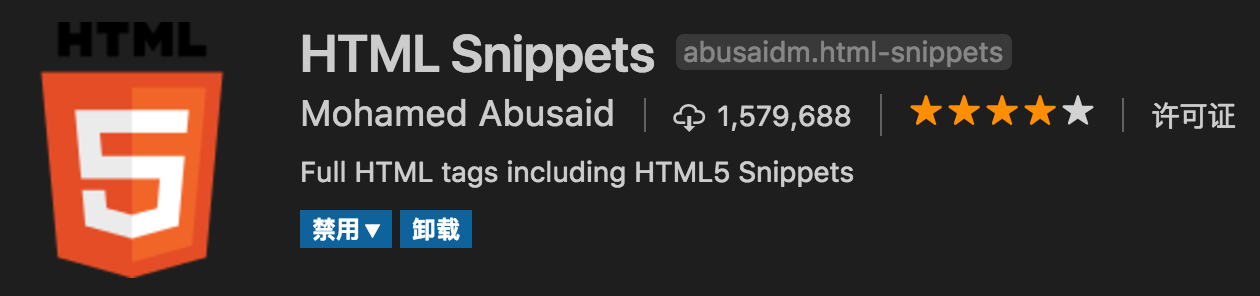 HTML
5
HTML Snippets abusaidm.html-snippets
Mohamed Abusaid | 1,579,688 | 许可证
Full HTML tags including HTML5 Snippets
禁用▼ 卸载